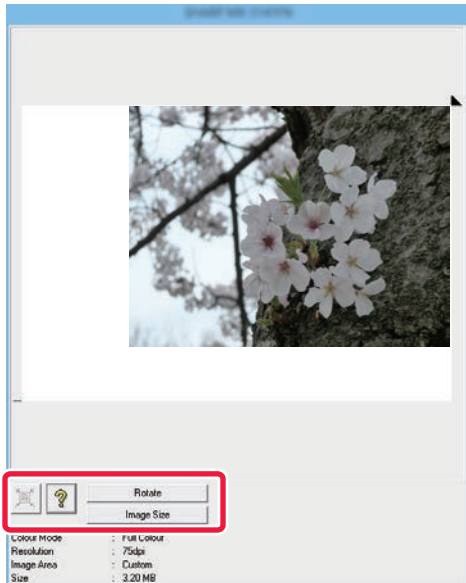 Rotate
Image Size
Colour Mode : Full Colour
Resolution : 75dpi
Image Area : Custom
Size : 3.20 MB